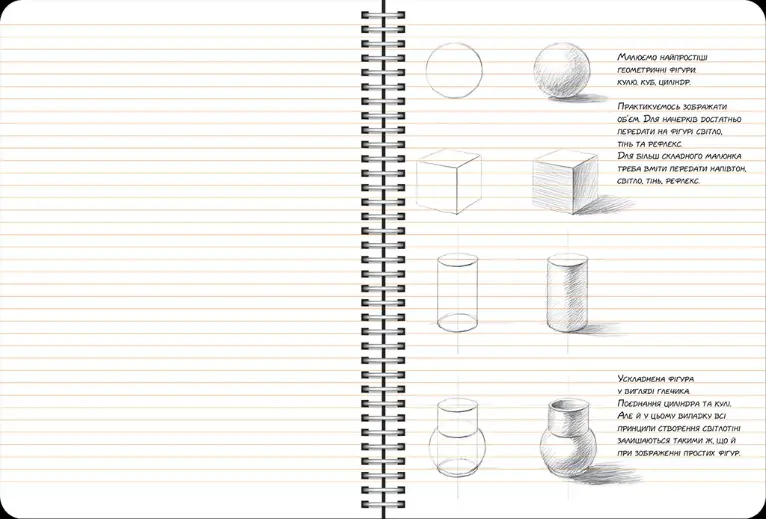 Малюємо найпростіші
геометричні фігури:
кулю, куб, циліндр.
Практикуємось зображати
об'єм. Для начерків достатньо
передати на фігурі світло,
тінь та рефлекс.
Для більш складного малюнка
треба вміти передати напівтон,
світло, тінь, рефлекс.
Ускладнена фігура
у вигляді глечика.
Поєднання циліндра та кулі.
Але й у цьому випадку всі
принципи створення світлотіні
залишаються такими ж, що й
при зображенні простих фігур.